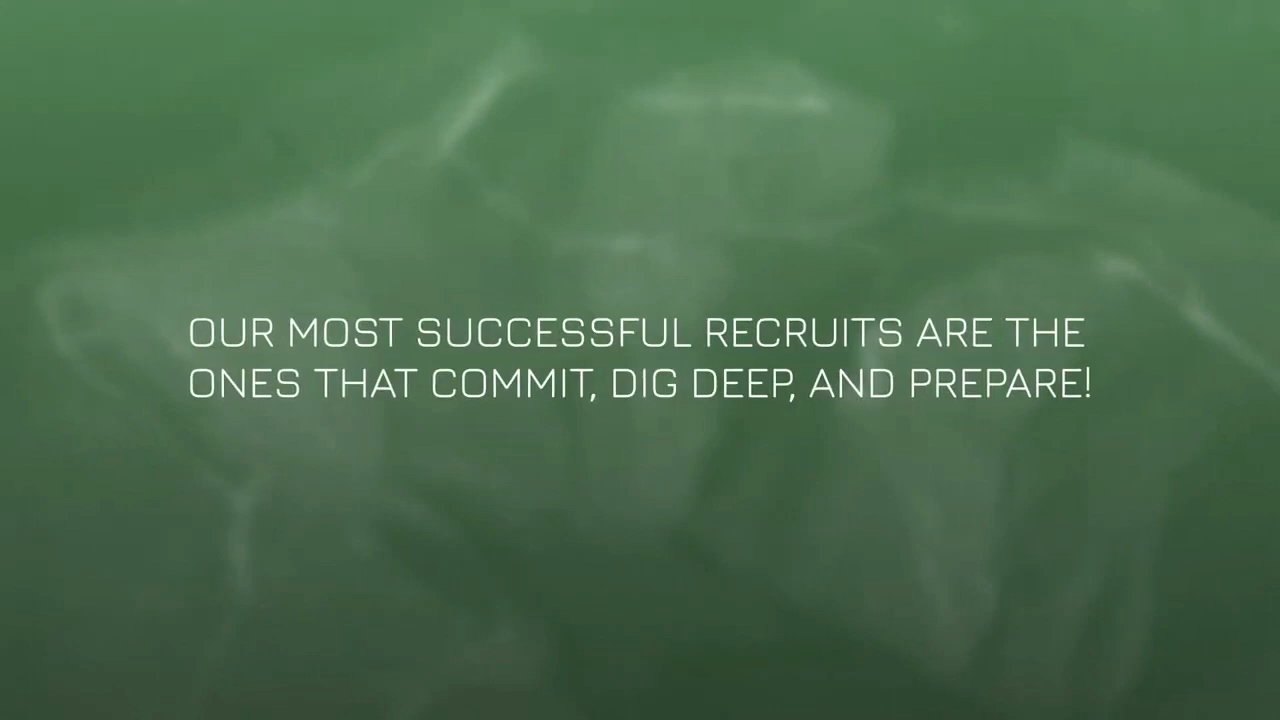 OUR MOST SUCCESSFUL RECRUITS ARE THE
ONES THAT COMMIT, DIG DEEP, AND PREPARE!